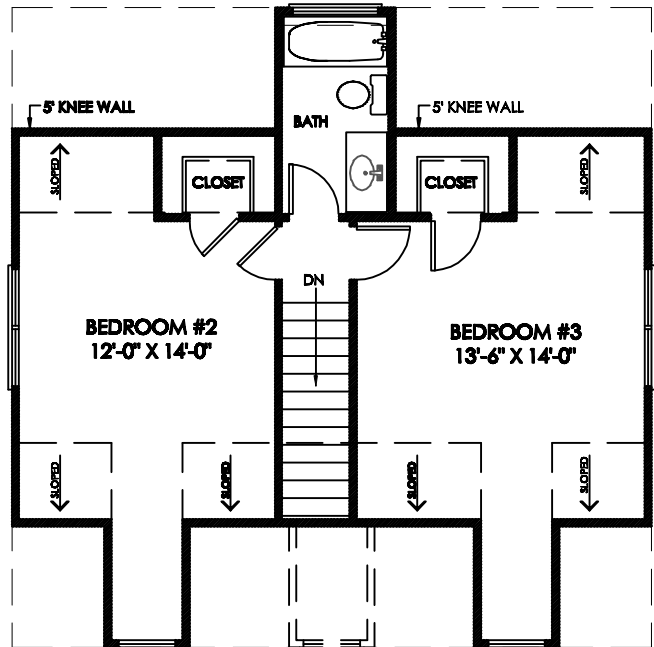 5' KNEE WALL
5' KNEE WALL
BATH
SLOPED
SLOPED
CLOSET
CLOSET
DN
BEDROOM #2
12'-0" X 14'-0"
BEDROOM #3
13'-6" X 14'-0"
SLOPED
SLOPED
SLOPED
SLOPED